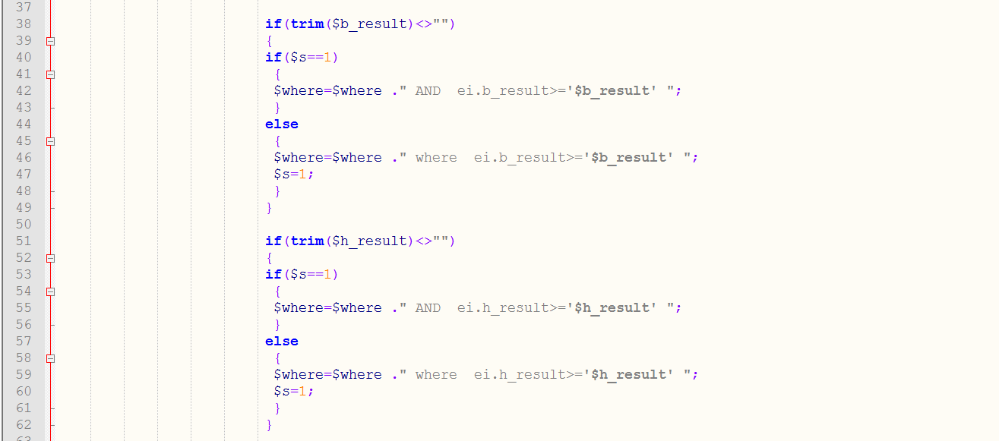 37
38 if(trim($b_result)<>"")
39 {
40 if($s==1)
41 {
42 $where=$where ." AND  ei.b_result>='$b_result' ";
43 }
44 else
45 {
46 $where=$where ." where  ei.b_result>='$b_result' ";
47 $s=1;
48 }
49 }
50
51 if(trim($h_result)<>"")
52 {
53 if($s==1)
54 {
55 $where=$where ." AND  ei.h_result>='$h_result' ";
56 }
57 else
58 {
59 $where=$where ." where  ei.h_result>='$h_result' ";
60 $s=1;
61 }
62 }